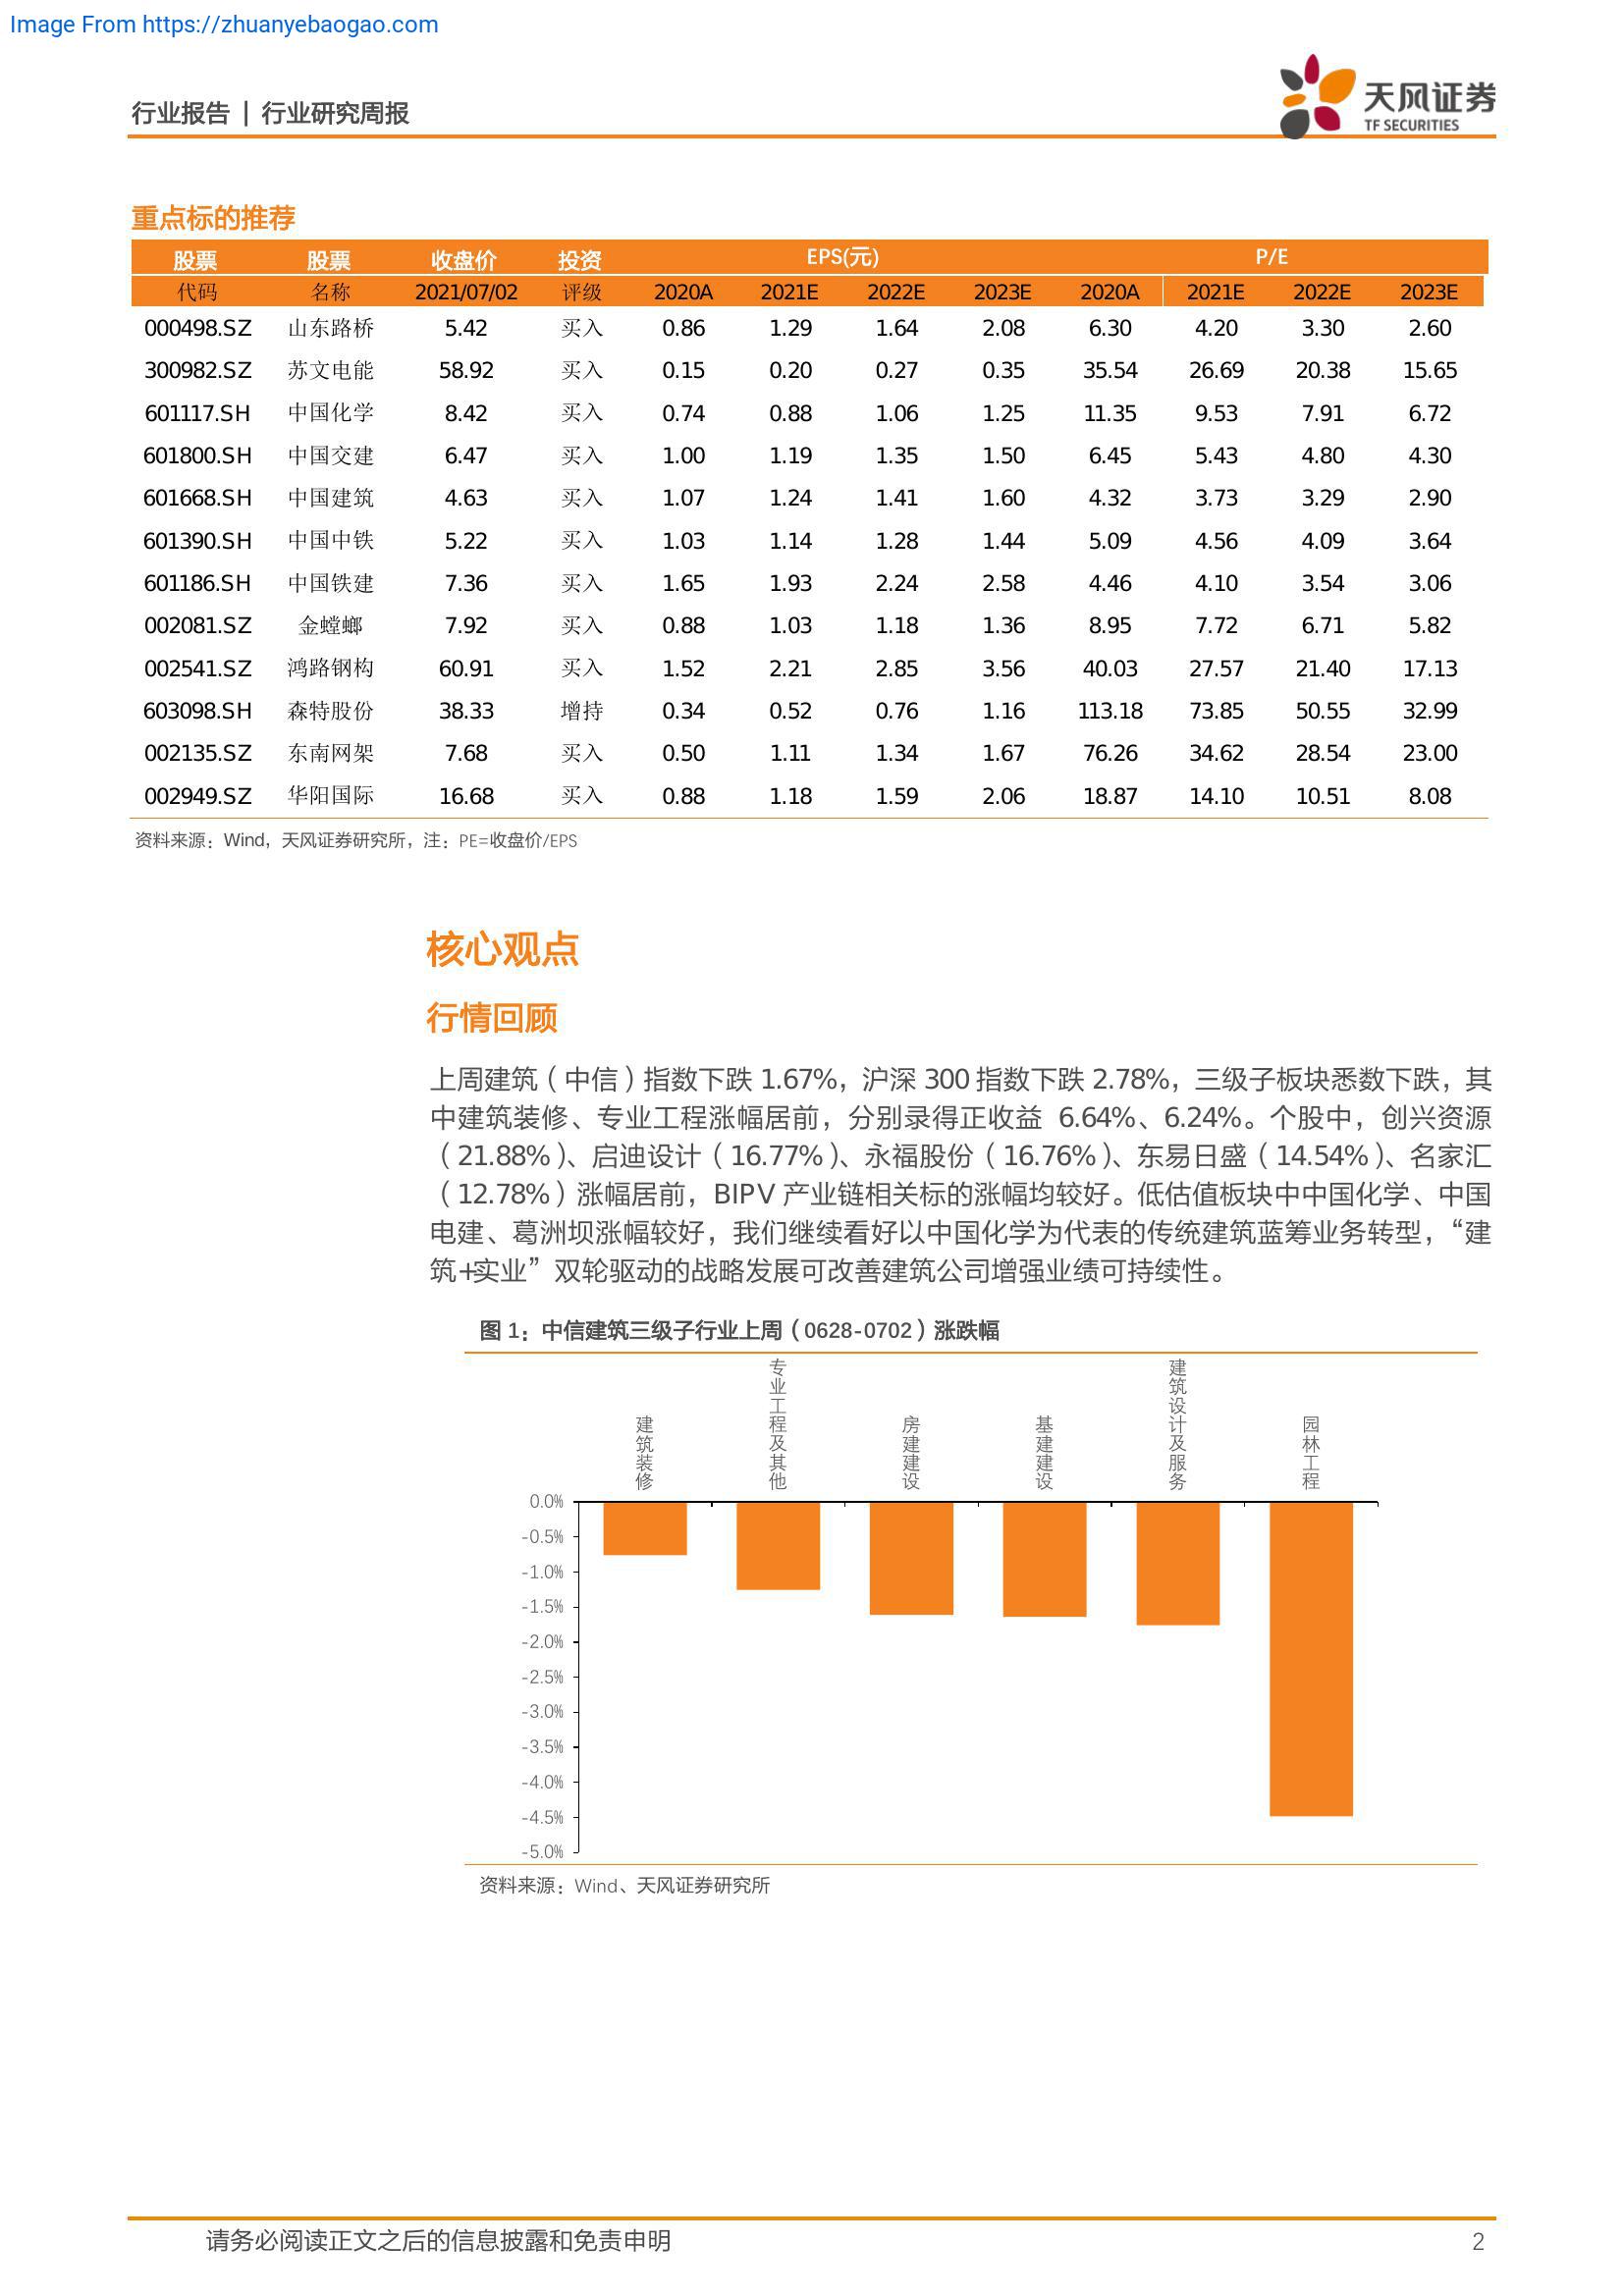 Image From https://zhuanyebaogao.com
行业报告 | 行业研究周报
天风证券
TF SECURITIES
重点标的推荐
股票 股票 收盘价 投资 EPS(元) P/E
代码 名称 2021/07/02 评级 2020A 2021E 2022E 2023E 2020A 2021E 2022E 2023E
000498.SZ 山东路桥 5.42 买入 0.86 1.29 1.64 2.08 6.30 4.20 3.30 2.60
300982.SZ 苏文电能 58.92 买入 0.15 0.20 0.27 0.35 35.54 26.69 20.38 15.65
601117.SH 中国化学 8.42 买入 0.74 0.88 1.06 1.25 11.35 9.53 7.91 6.72
601800.SH 中国交建 6.47 买入 1.00 1.19 1.35 1.50 6.45 5.43 4.80 4.30
601668.SH 中国建筑 4.63 买入 1.07 1.24 1.41 1.60 4.32 3.73 3.29 2.90
601390.SH 中国中铁 5.22 买入 1.03 1.14 1.28 1.44 5.09 4.56 4.09 3.64
601186.SH 中国铁建 7.36 买入 1.65 1.93 2.24 2.58 4.46 4.10 3.54 3.06
002081.SZ 金螳螂 7.92 买入 0.88 1.03 1.18 1.36 8.95 7.72 6.71 5.82
002541.SZ 鸿路钢构 60.91 买入 1.52 2.21 2.85 3.56 40.03 27.57 21.40 17.13
603098.SH 森特股份 38.33 增持 0.34 0.52 0.76 1.16 113.18 73.85 50.55 32.99
002135.SZ 东南网架 7.68 买入 0.50 1.11 1.34 1.67 76.26 34.62 28.54 23.00
002949.SZ 华阳国际 16.68 买入 0.88 1.18 1.59 2.06 18.87 14.10 10.51 8.08
资料来源：Wind，天风证券研究所，注：PE=收盘价/EPS
核心观点
行情回顾
上周建筑（中信）指数下跌 1.67%，沪深 300 指数下跌 2.78%，三级子板块悉数下跌，其
中建筑装修、专业工程涨幅居前，分别录得正收益 6.64%、6.24%。个股中，创兴资源
（21.88%）、启迪设计（16.77%）、永福股份（16.76%）、东易日盛（14.54%）、名家汇
（12.78%）涨幅居前，BIPV 产业链相关标的涨幅均较好。低估值板块中中国化学、中国
电建、葛洲坝涨幅较好，我们继续看好以中国化学为代表的传统建筑蓝筹业务转型，“建
筑+实业”双轮驱动的战略发展可改善建筑公司增强业绩可持续性。
图 1：中信建筑三级子行业上周（0628-0702）涨跌幅
建筑装修
专业工程及其他
房建建设
基建建设
建筑设计及服务
园林工程
0.0%
-0.5%
-1.0%
-1.5%
-2.0%
-2.5%
-3.0%
-3.5%
-4.0%
-4.5%
-5.0%
资料来源：Wind、天风证券研究所
请务必阅读正文之后的信息披露和免责申明 2